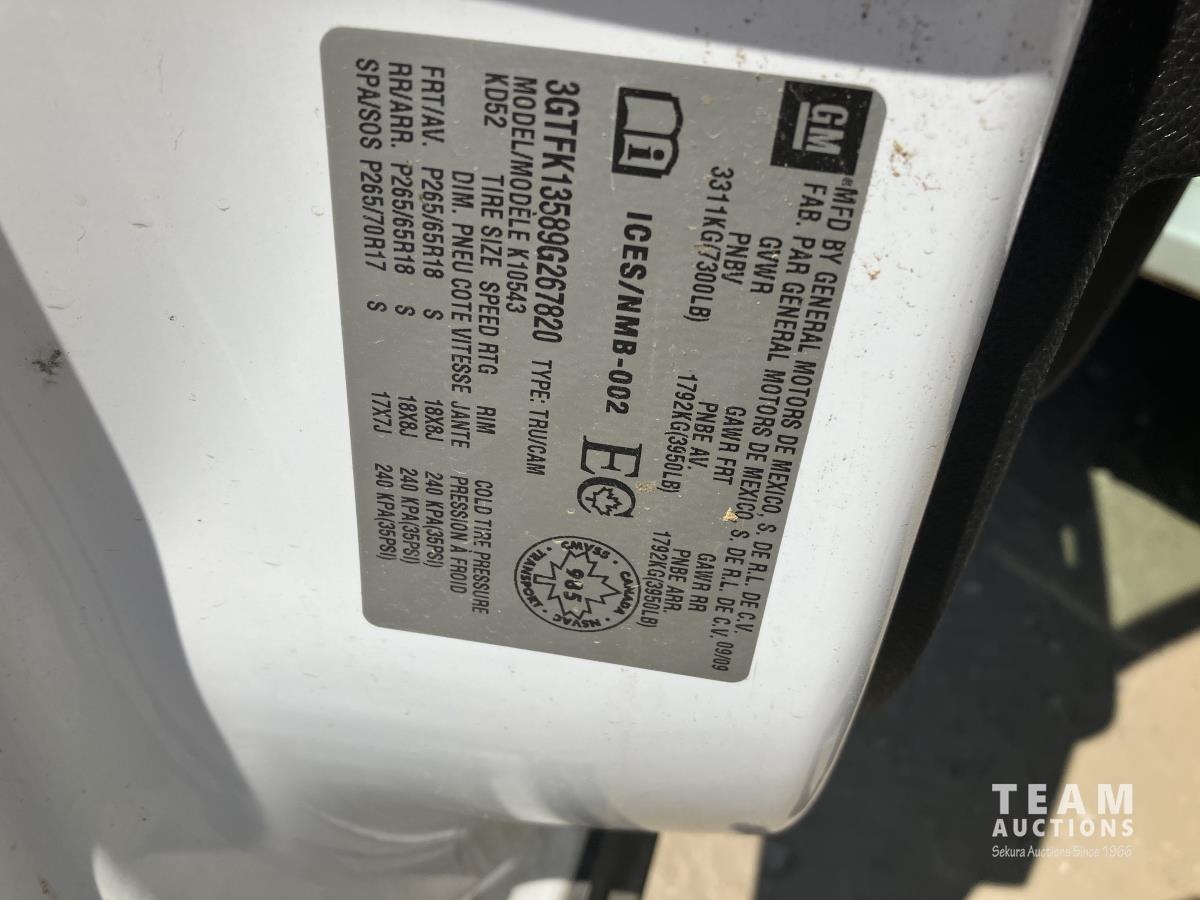 GM
® MFD BY GENERAL MOTORS DE MEXICO, S. DE R.L. DE C.V.
FAB. PAR GENERAL MOTORS DE MEXICO, S. DE R.L. DE C.V. 09/09
GVWR GAWR FRT GAWR RR
PNBV PNBE AV. PNBE ARR.
3311KG(7300LB) 1792KG(3950LB) 1792KG(3950LB)
i ICES/NMB-002 EC
CMVSS · CANADA · NSVAC · TRANSPORT ·
985
3GTFK13589G267820 TYPE: TRU/CAM
MODEL/MODÈLE K10543
KD52 TIRE SIZE SPEED RTG RIM COLD TIRE PRESSURE
DIM. PNEU COTE VITESSE JANTE PRESSION À FROID
FRT/AV. P265/65R18 S 18X8J 240 KPA(35PSI)
RR/ARR. P265/65R18 S 18X8J 240 KPA(35PSI)
SPA/SOS P265/70R17 S 17X7J 240 KPA(35PSI)
TEAM
AUCTIONS
Sekura Auctions Since 1966